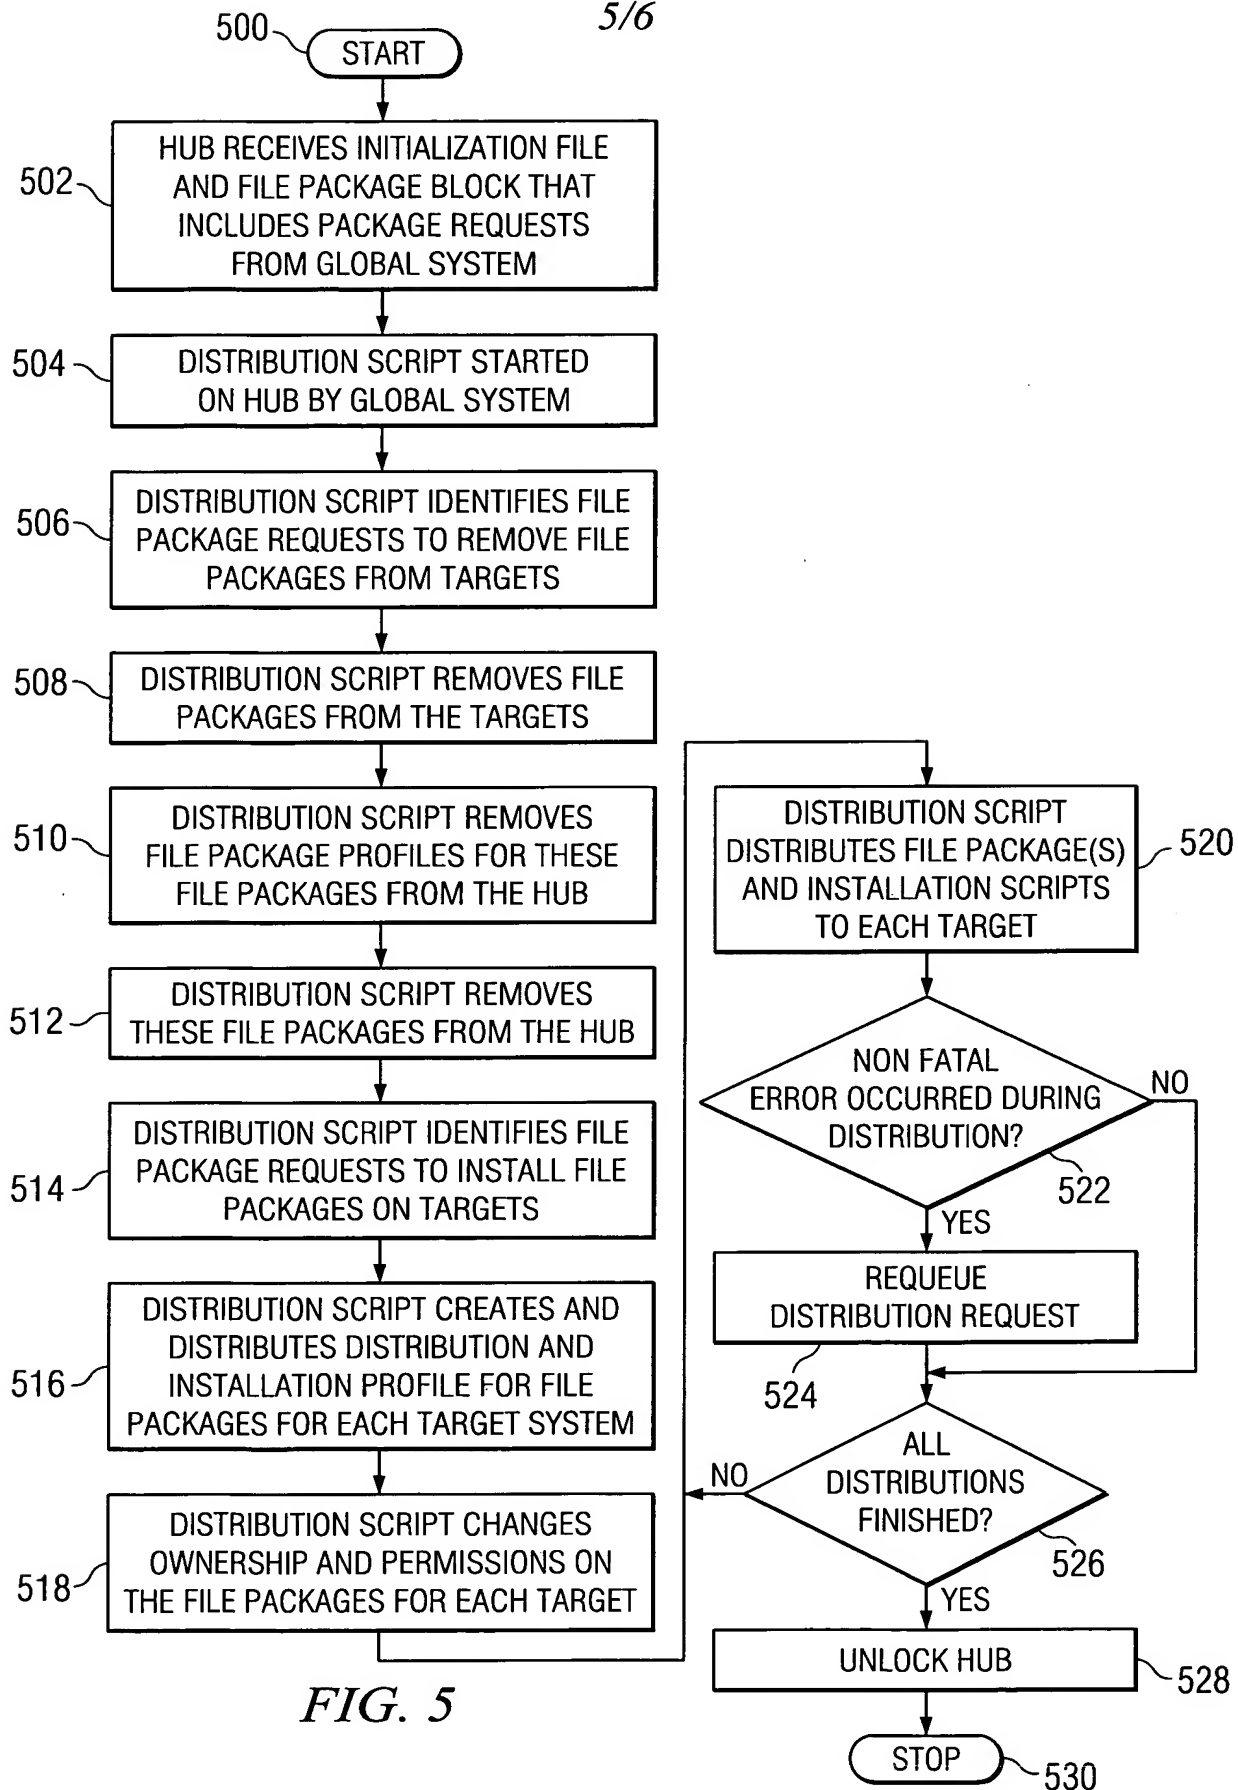 5/6
500
START
502
HUB RECEIVES INITIALIZATION FILE
AND FILE PACKAGE BLOCK THAT
INCLUDES PACKAGE REQUESTS
FROM GLOBAL SYSTEM
504
DISTRIBUTION SCRIPT STARTED
ON HUB BY GLOBAL SYSTEM
506
DISTRIBUTION SCRIPT IDENTIFIES FILE
PACKAGE REQUESTS TO REMOVE FILE
PACKAGES FROM TARGETS
508
DISTRIBUTION SCRIPT REMOVES FILE
PACKAGES FROM THE TARGETS
510
DISTRIBUTION SCRIPT REMOVES
FILE PACKAGE PROFILES FOR THESE
FILE PACKAGES FROM THE HUB
512
DISTRIBUTION SCRIPT REMOVES
THESE FILE PACKAGES FROM THE HUB
514
DISTRIBUTION SCRIPT IDENTIFIES FILE
PACKAGE REQUESTS TO INSTALL FILE
PACKAGES ON TARGETS
516
DISTRIBUTION SCRIPT CREATES AND
DISTRIBUTES DISTRIBUTION AND
INSTALLATION PROFILE FOR FILE
PACKAGES FOR EACH TARGET SYSTEM
518
DISTRIBUTION SCRIPT CHANGES
OWNERSHIP AND PERMISSIONS ON
THE FILE PACKAGES FOR EACH TARGET
DISTRIBUTION SCRIPT
DISTRIBUTES FILE PACKAGE(S)
AND INSTALLATION SCRIPTS
TO EACH TARGET
520
NON FATAL
ERROR OCCURRED DURING
DISTRIBUTION?
NO
522
YES
REQUEUE
DISTRIBUTION REQUEST
524
ALL
DISTRIBUTIONS
FINISHED?
NO
526
YES
UNLOCK HUB
528
STOP
530
FIG. 5